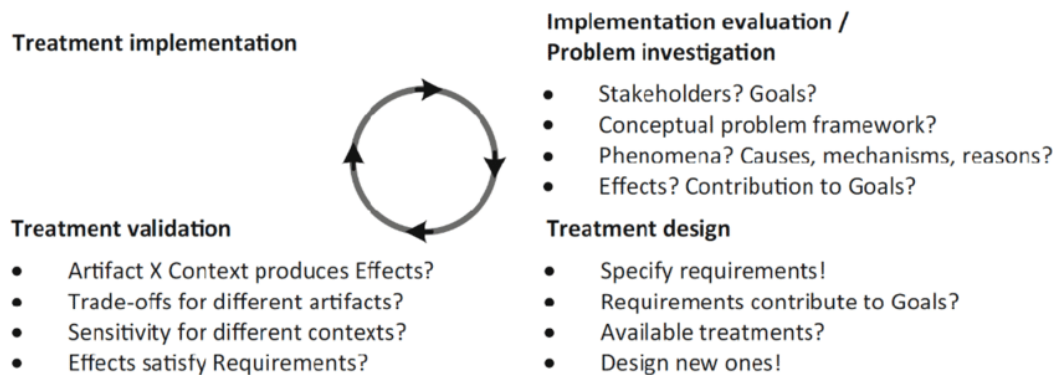 Treatment implementation
Implementation evaluation /
Problem investigation
• Stakeholders? Goals?
• Conceptual problem framework?
• Phenomena? Causes, mechanisms, reasons?
• Effects? Contribution to Goals?
Treatment validation
• Artifact X Context produces Effects?
• Trade-offs for different artifacts?
• Sensitivity for different contexts?
• Effects satisfy Requirements?
Treatment design
• Specify requirements!
• Requirements contribute to Goals?
• Available treatments?
• Design new ones!